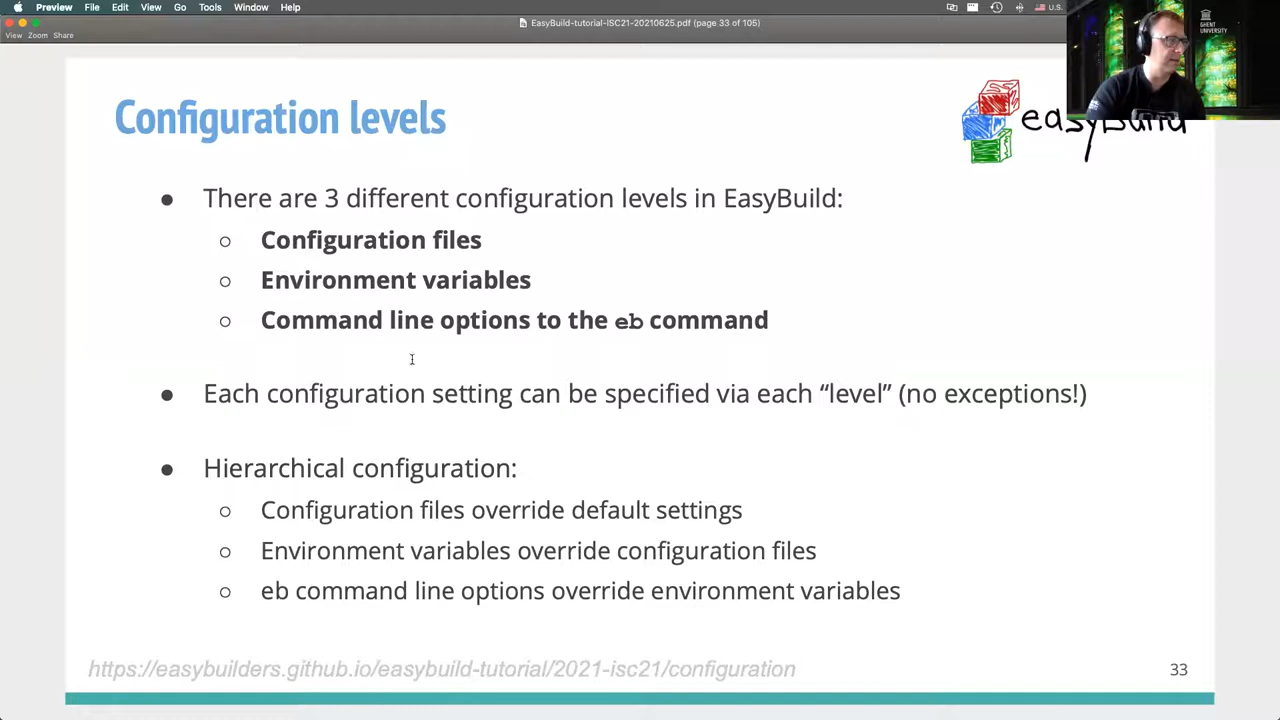 Preview File Edit View Go Tools Window Help U.S.
EasyBuild-tutorial-ISC21-20210625.pdf (page 33 of 105)
View Zoom Share
GHENT
UNIVERSITY
Configuration levels
easybuild
● There are 3 different configuration levels in EasyBuild:
○ Configuration files
○ Environment variables
○ Command line options to the eb command
● Each configuration setting can be specified via each “level” (no exceptions!)
● Hierarchical configuration:
○ Configuration files override default settings
○ Environment variables override configuration files
○ eb command line options override environment variables
https://easybuilders.github.io/easybuild-tutorial/2021-isc21/configuration
33